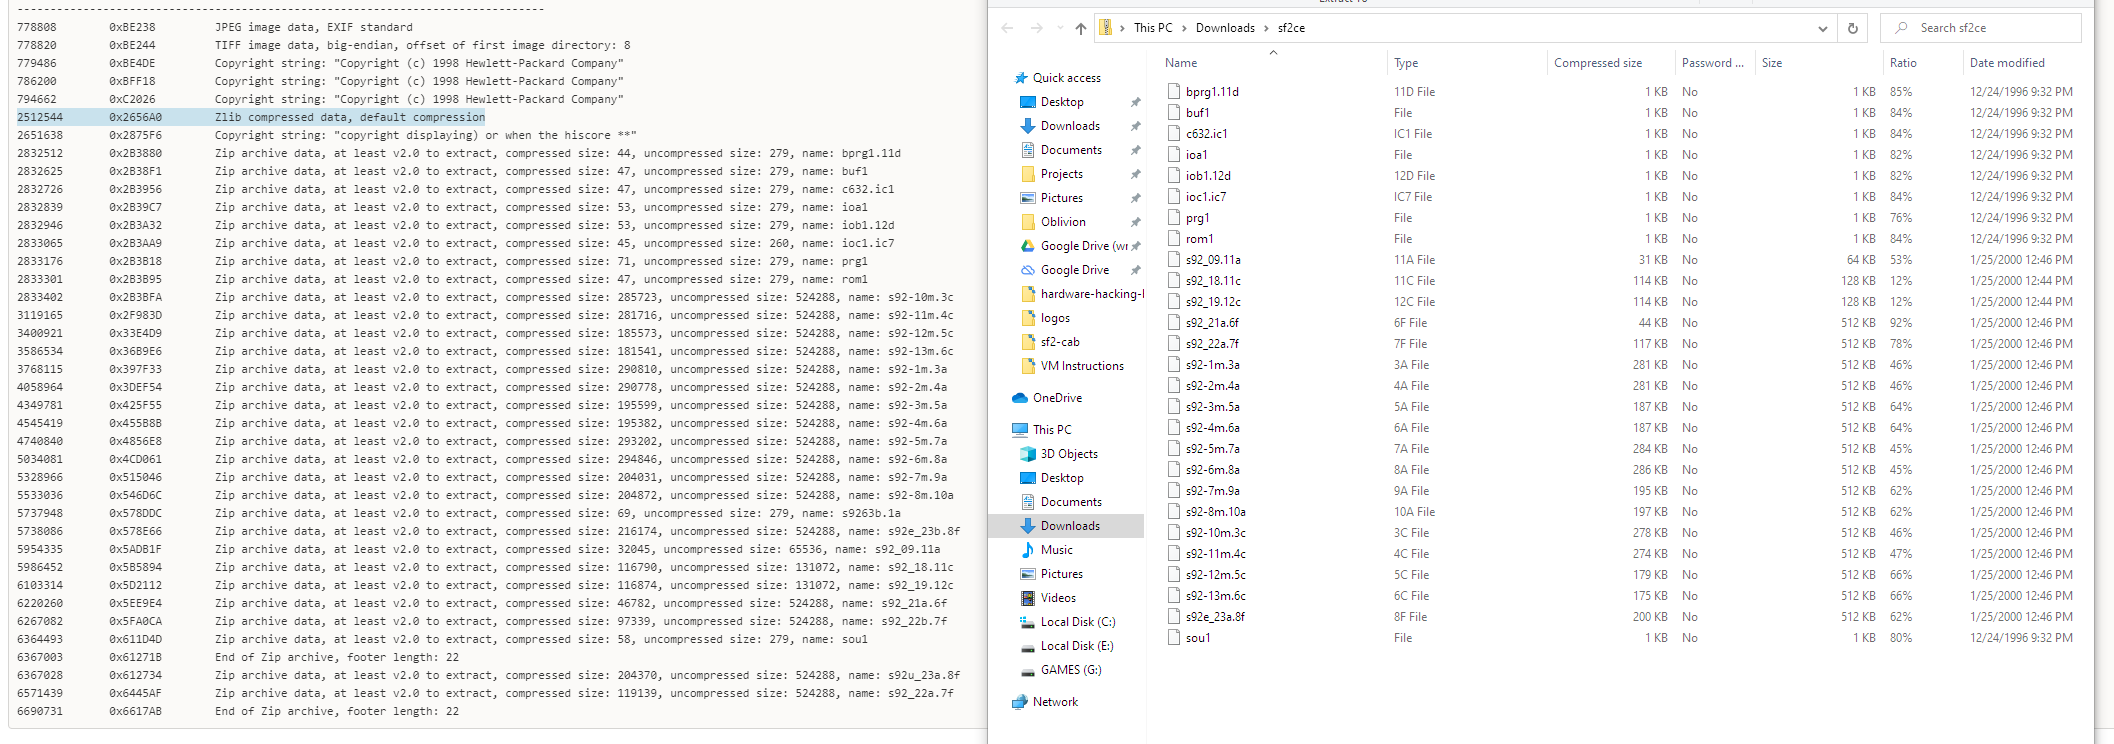 --------------------------------------------------------------------------------
778808 0xBE238 JPEG image data, EXIF standard
778820 0xBE244 TIFF image data, big-endian, offset of first image directory: 8
779486 0xBE4DE Copyright string: "Copyright (c) 1998 Hewlett-Packard Company"
786200 0xBFF18 Copyright string: "Copyright (c) 1998 Hewlett-Packard Company"
794662 0xC2026 Copyright string: "Copyright (c) 1998 Hewlett-Packard Company"
2512544 0x2656A0 Zlib compressed data, default compression
2651638 0x2875F6 Copyright string: "copyright displaying) or when the hiscore **"
2832512 0x2B3880 Zip archive data, at least v2.0 to extract, compressed size: 44, uncompressed size: 279, name: bprg1.11d
2832625 0x2B38F1 Zip archive data, at least v2.0 to extract, compressed size: 47, uncompressed size: 279, name: buf1
2832726 0x2B3956 Zip archive data, at least v2.0 to extract, compressed size: 47, uncompressed size: 279, name: c632.ic1
2832839 0x2B39C7 Zip archive data, at least v2.0 to extract, compressed size: 53, uncompressed size: 279, name: ioa1
2832946 0x2B3A32 Zip archive data, at least v2.0 to extract, compressed size: 53, uncompressed size: 279, name: iob1.12d
2833065 0x2B3AA9 Zip archive data, at least v2.0 to extract, compressed size: 45, uncompressed size: 260, name: ioc1.ic7
2833176 0x2B3B18 Zip archive data, at least v2.0 to extract, compressed size: 71, uncompressed size: 279, name: prg1
2833301 0x2B3B95 Zip archive data, at least v2.0 to extract, compressed size: 47, uncompressed size: 279, name: rom1
2833402 0x2B3BFA Zip archive data, at least v2.0 to extract, compressed size: 285723, uncompressed size: 524288, name: s92-10m.3c
3119165 0x2F983D Zip archive data, at least v2.0 to extract, compressed size: 281716, uncompressed size: 524288, name: s92-11m.4c
3400921 0x33E4D9 Zip archive data, at least v2.0 to extract, compressed size: 185573, uncompressed size: 524288, name: s92-12m.5c
3586534 0x36B9E6 Zip archive data, at least v2.0 to extract, compressed size: 181541, uncompressed size: 524288, name: s92-13m.6c
3768115 0x397F33 Zip archive data, at least v2.0 to extract, compressed size: 290810, uncompressed size: 524288, name: s92-1m.3a
4058964 0x3DEF54 Zip archive data, at least v2.0 to extract, compressed size: 290778, uncompressed size: 524288, name: s92-2m.4a
4349781 0x425F55 Zip archive data, at least v2.0 to extract, compressed size: 195599, uncompressed size: 524288, name: s92-3m.5a
4545419 0x455B8B Zip archive data, at least v2.0 to extract, compressed size: 195382, uncompressed size: 524288, name: s92-4m.6a
4740840 0x4856E8 Zip archive data, at least v2.0 to extract, compressed size: 293202, uncompressed size: 524288, name: s92-5m.7a
5034081 0x4CD061 Zip archive data, at least v2.0 to extract, compressed size: 294846, uncompressed size: 524288, name: s92-6m.8a
5328966 0x515046 Zip archive data, at least v2.0 to extract, compressed size: 204031, uncompressed size: 524288, name: s92-7m.9a
5533036 0x546D6C Zip archive data, at least v2.0 to extract, compressed size: 204872, uncompressed size: 524288, name: s92-8m.10a
5737948 0x578DDC Zip archive data, at least v2.0 to extract, compressed size: 69, uncompressed size: 279, name: s9263b.1a
5738086 0x578E66 Zip archive data, at least v2.0 to extract, compressed size: 216174, uncompressed size: 524288, name: s92e_23b.8f
5954335 0x5ADB1F Zip archive data, at least v2.0 to extract, compressed size: 32045, uncompressed size: 65536, name: s92_09.11a
5986452 0x5B5894 Zip archive data, at least v2.0 to extract, compressed size: 116790, uncompressed size: 131072, name: s92_18.11c
6103314 0x5D2112 Zip archive data, at least v2.0 to extract, compressed size: 116874, uncompressed size: 131072, name: s92_19.12c
6220260 0x5EE9E4 Zip archive data, at least v2.0 to extract, compressed size: 46782, uncompressed size: 524288, name: s92_21a.6f
6267082 0x5FA0CA Zip archive data, at least v2.0 to extract, compressed size: 97339, uncompressed size: 524288, name: s92_22b.7f
6364493 0x611D4D Zip archive data, at least v2.0 to extract, compressed size: 58, uncompressed size: 279, name: sou1
6367003 0x61271B End of Zip archive, footer length: 22
6367028 0x612734 Zip archive data, at least v2.0 to extract, compressed size: 204370, uncompressed size: 524288, name: s92u_23a.8f
6571439 0x6445AF Zip archive data, at least v2.0 to extract, compressed size: 119139, uncompressed size: 524288, name: s92_22a.7f
6690731 0x6617AB End of Zip archive, footer length: 22
This PC > Downloads > sf2ce
Search sf2ce
Quick access
Desktop
Downloads
Documents
Projects
Pictures
Oblivion
Google Drive (wr
Google Drive
hardware-hacking-l
logos
sf2-cab
VM Instructions
OneDrive
This PC
3D Objects
Desktop
Documents
Downloads
Music
Pictures
Videos
Local Disk (C:)
Local Disk (E:)
GAMES (G:)
Network
Name Type Compressed size Password ... Size Ratio Date modified
bprg1.11d 11D File 1 KB No 1 KB 85% 12/24/1996 9:32 PM
buf1 File 1 KB No 1 KB 84% 12/24/1996 9:32 PM
c632.ic1 IC1 File 1 KB No 1 KB 84% 12/24/1996 9:32 PM
ioa1 File 1 KB No 1 KB 82% 12/24/1996 9:32 PM
iob1.12d 12D File 1 KB No 1 KB 82% 12/24/1996 9:32 PM
ioc1.ic7 IC7 File 1 KB No 1 KB 84% 12/24/1996 9:32 PM
prg1 File 1 KB No 1 KB 76% 12/24/1996 9:32 PM
rom1 File 1 KB No 1 KB 84% 12/24/1996 9:32 PM
s92_09.11a 11A File 31 KB No 64 KB 53% 1/25/2000 12:46 PM
s92_18.11c 11C File 114 KB No 128 KB 12% 1/25/2000 12:44 PM
s92_19.12c 12C File 114 KB No 128 KB 12% 1/25/2000 12:44 PM
s92_21a.6f 6F File 44 KB No 512 KB 92% 1/25/2000 12:46 PM
s92_22a.7f 7F File 117 KB No 512 KB 78% 1/25/2000 12:46 PM
s92-1m.3a 3A File 281 KB No 512 KB 46% 1/25/2000 12:46 PM
s92-2m.4a 4A File 281 KB No 512 KB 46% 1/25/2000 12:46 PM
s92-3m.5a 5A File 187 KB No 512 KB 64% 1/25/2000 12:46 PM
s92-4m.6a 6A File 187 KB No 512 KB 64% 1/25/2000 12:46 PM
s92-5m.7a 7A File 284 KB No 512 KB 45% 1/25/2000 12:46 PM
s92-6m.8a 8A File 286 KB No 512 KB 45% 1/25/2000 12:46 PM
s92-7m.9a 9A File 195 KB No 512 KB 62% 1/25/2000 12:46 PM
s92-8m.10a 10A File 197 KB No 512 KB 62% 1/25/2000 12:46 PM
s92-10m.3c 3C File 278 KB No 512 KB 46% 1/25/2000 12:46 PM
s92-11m.4c 4C File 274 KB No 512 KB 47% 1/25/2000 12:46 PM
s92-12m.5c 5C File 179 KB No 512 KB 66% 1/25/2000 12:46 PM
s92-13m.6c 6C File 175 KB No 512 KB 66% 1/25/2000 12:46 PM
s92e_23a.8f 8F File 200 KB No 512 KB 62% 1/25/2000 12:46 PM
sou1 File 1 KB No 1 KB 80% 12/24/1996 9:32 PM